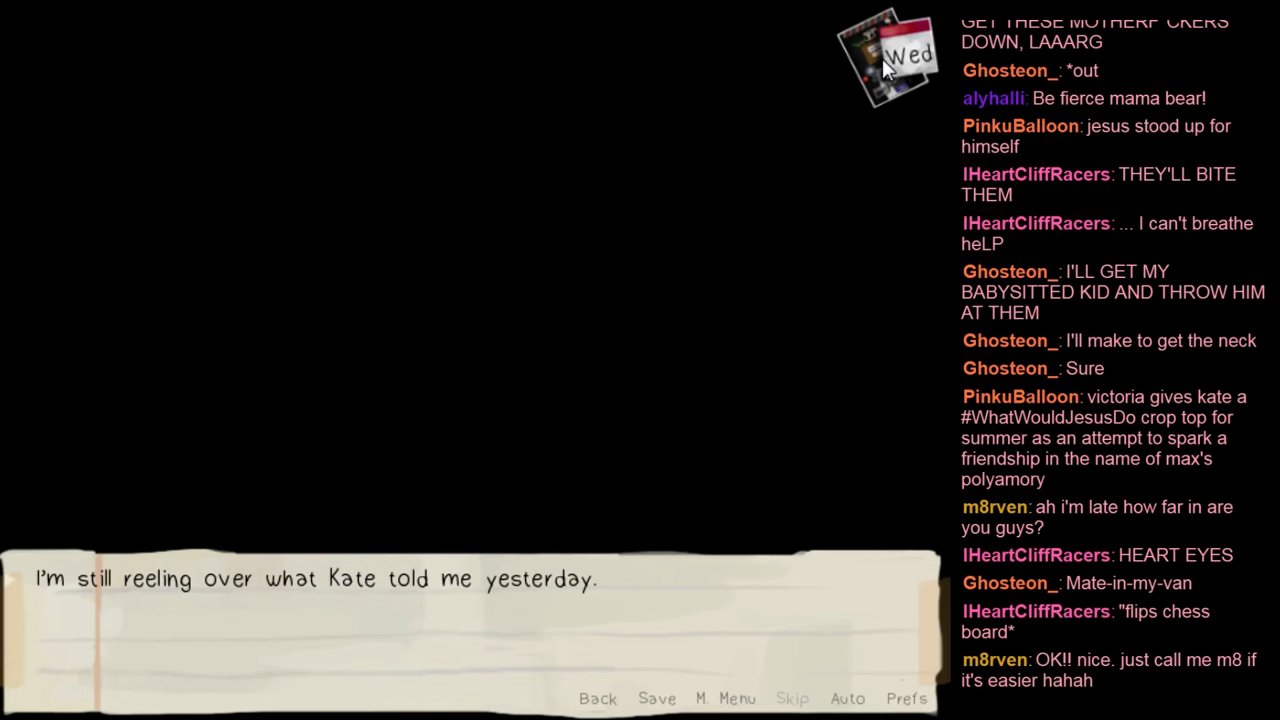 Wed
GET THESE MOTHERF*CKERS
DOWN, LAAARG
Ghosteon_: *out
alyhalli: Be fierce mama bear!
PinkuBalloon: jesus stood up for
himself
IHeartCliffRacers: THEY'LL BITE
THEM
IHeartCliffRacers: ... I can't breathe
heLP
Ghosteon_: I'LL GET MY
BABYSITTED KID AND THROW HIM
AT THEM
Ghosteon_: I'll make to get the neck
Ghosteon_: Sure
PinkuBalloon: victoria gives kate a
#WhatWouldJesusDo crop top for
summer as an attempt to spark a
friendship in the name of max's
polyamory
m8rven: ah i'm late how far in are
you guys?
IHeartCliffRacers: HEART EYES
Ghosteon_: Mate-in-my-van
IHeartCliffRacers: "flips chess
board*
m8rven: OK!! nice. just call me m8 if
it's easier hahah
I'm still reeling over what Kate told me yesterday.
Back Save M. Menu Skip Auto Prefs